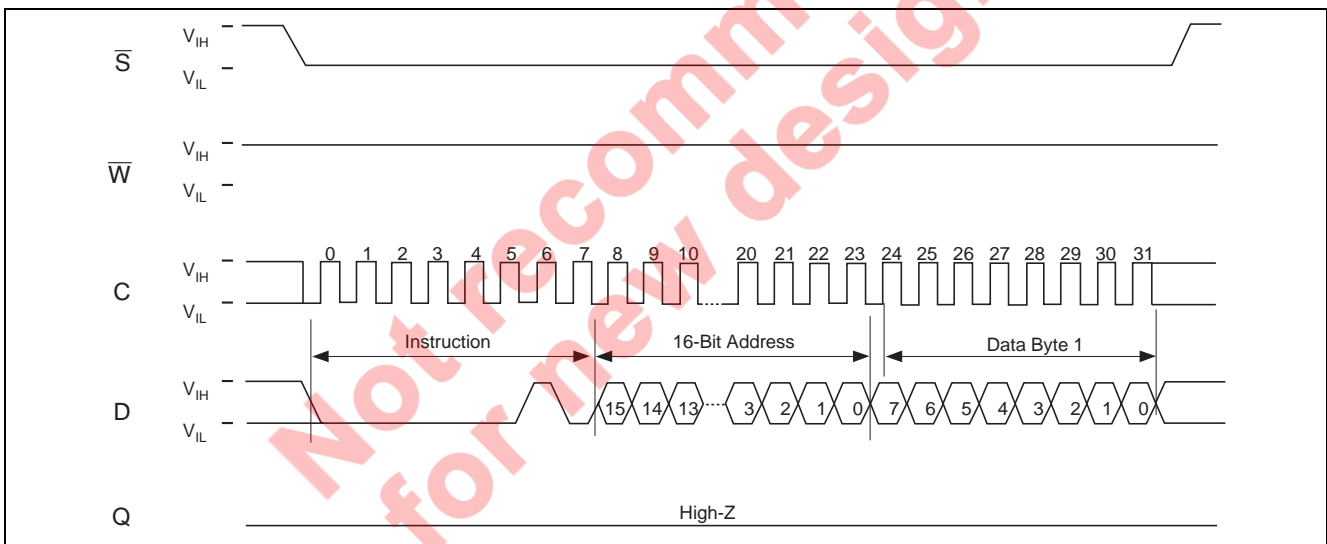 Not recomm
for new desig
S̅
V_IH
V_IL
W̅
V_IH
V_IL
C
V_IH
V_IL
0 1 2 3 4 5 6 7 8 9 10 20 21 22 23 24 25 26 27 28 29 30 31
Instruction 16-Bit Address Data Byte 1
D
V_IH
V_IL
15 14 13 3 2 1 0 7 6 5 4 3 2 1 0
Q
High-Z